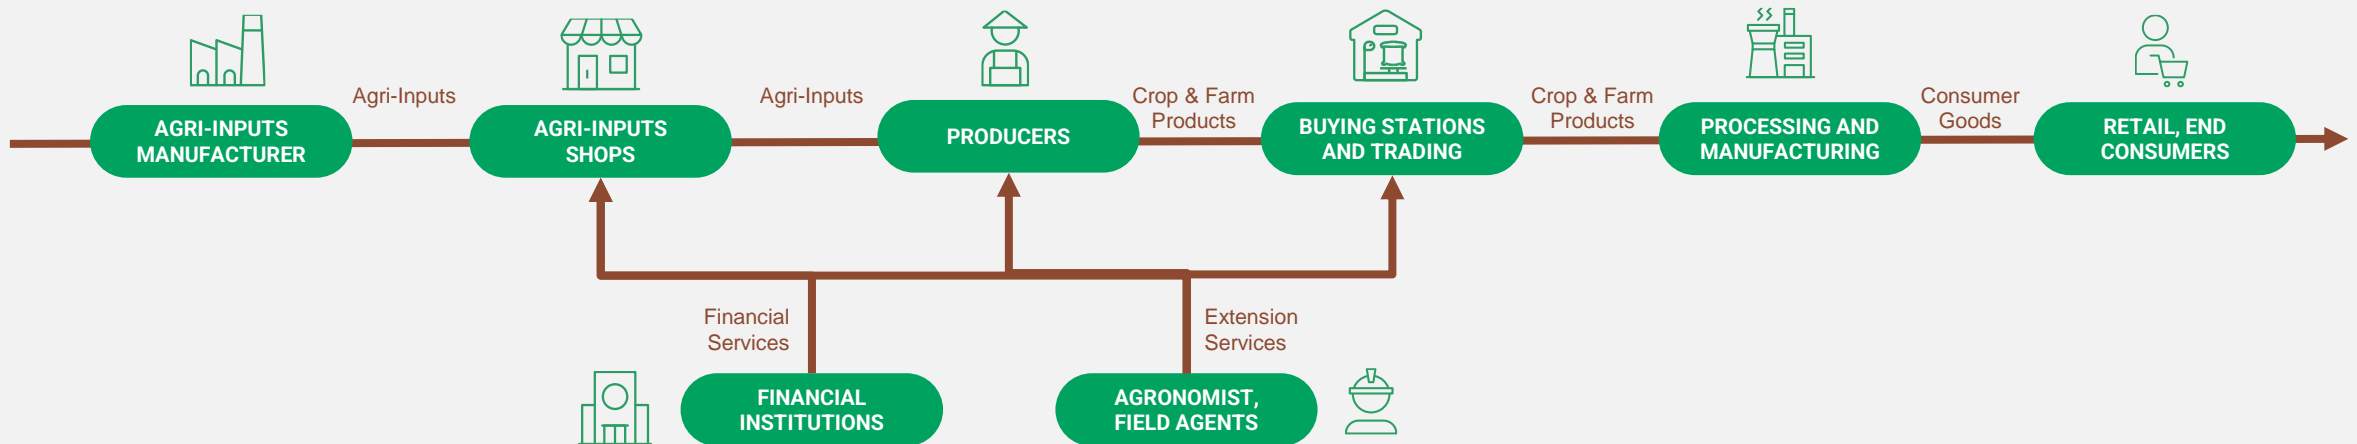 Agri-Inputs
Agri-Inputs
Crop & Farm
Products
Crop & Farm
Products
Consumer
Goods
AGRI-INPUTS
MANUFACTURER
AGRI-INPUTS
SHOPS
PRODUCERS
BUYING STATIONS
AND TRADING
PROCESSING AND
MANUFACTURING
RETAIL, END
CONSUMERS
Financial
Services
Extension
Services
FINANCIAL
INSTITUTIONS
AGRONOMIST,
FIELD AGENTS